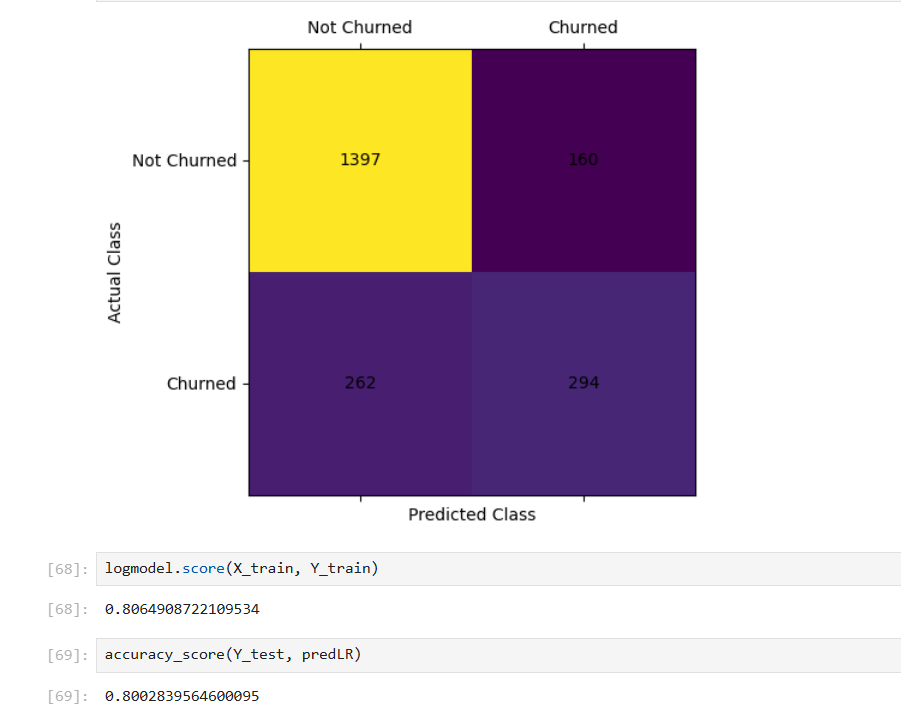 Not Churned Churned
Not Churned 1397 160
Actual Class
Churned 262 294
Predicted Class
[68]: logmodel.score(X_train, Y_train)
[68]: 0.8064908722109534
[69]: accuracy_score(Y_test, predLR)
[69]: 0.8002839564600095